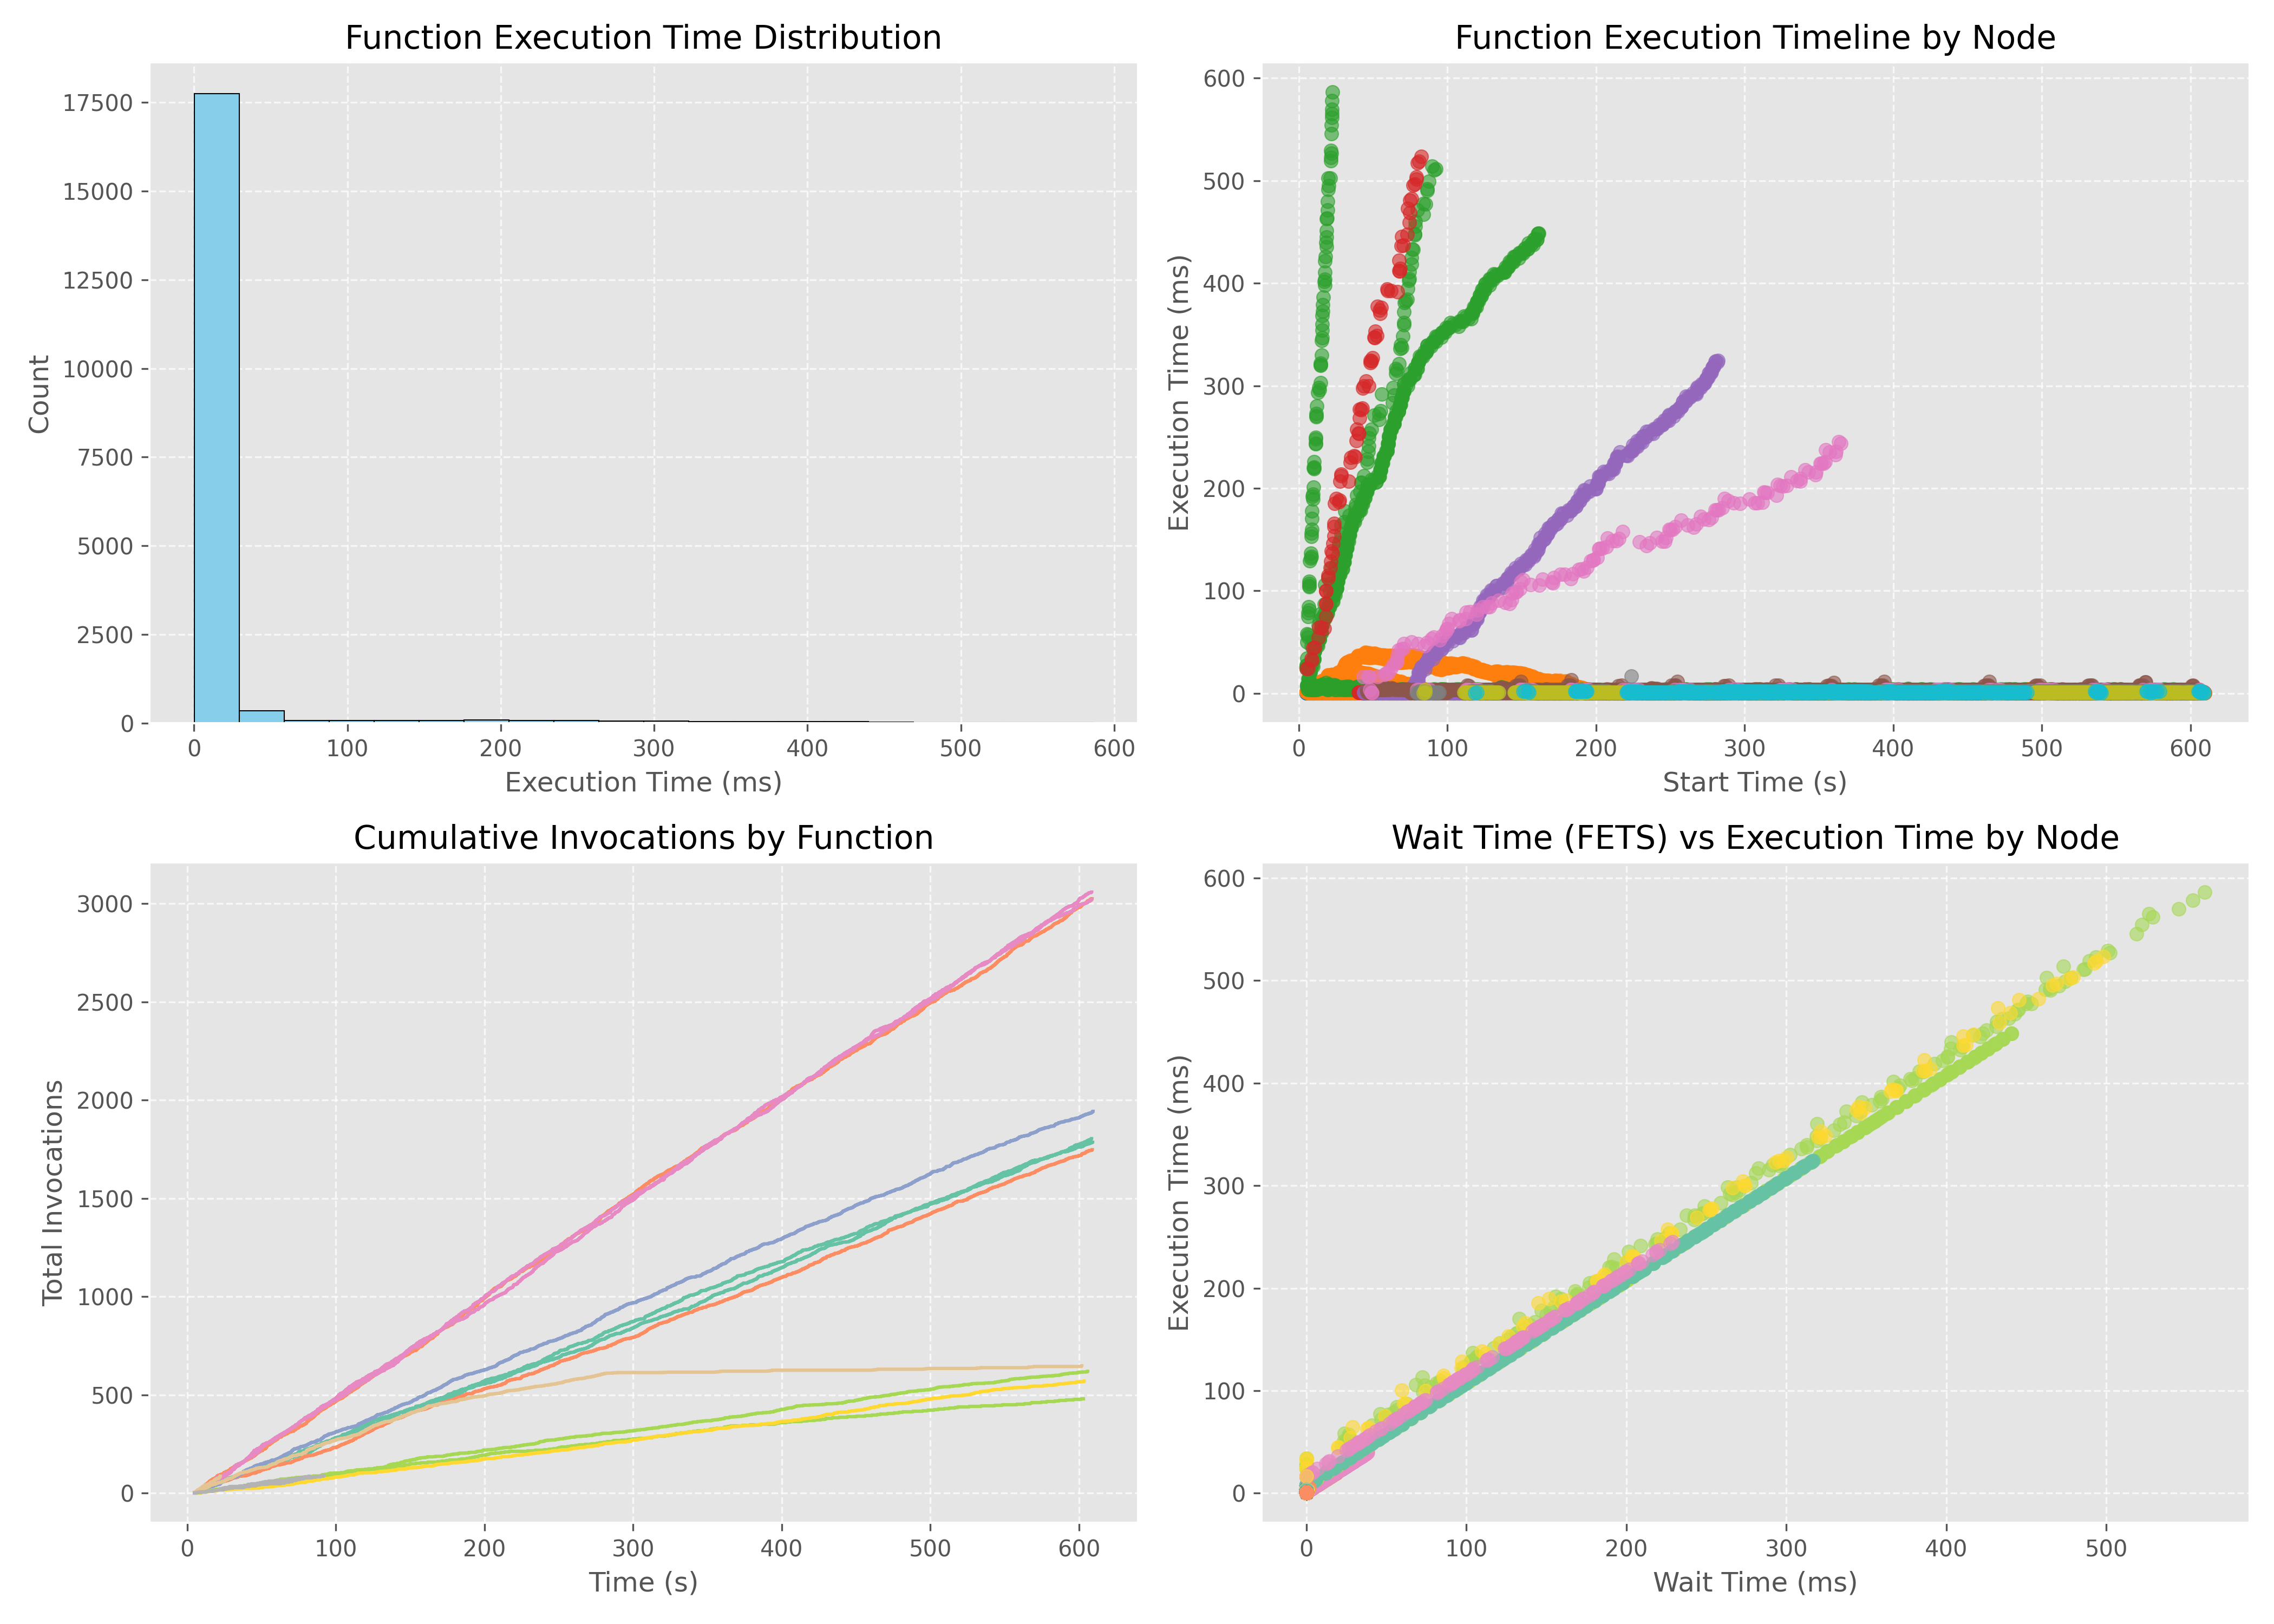 Function Execution Time Distribution
17500
15000
12500
10000
7500
5000
2500
0
Count
0 100 200 300 400 500 600
Execution Time (ms)
Function Execution Timeline by Node
600
500
400
300
200
100
0
Execution Time (ms)
0 100 200 300 400 500 600
Start Time (s)
Cumulative Invocations by Function
3000
2500
2000
1500
1000
500
0
Total Invocations
0 100 200 300 400 500 600
Time (s)
Wait Time (FETS) vs Execution Time by Node
600
500
400
300
200
100
0
Execution Time (ms)
0 100 200 300 400 500
Wait Time (ms)